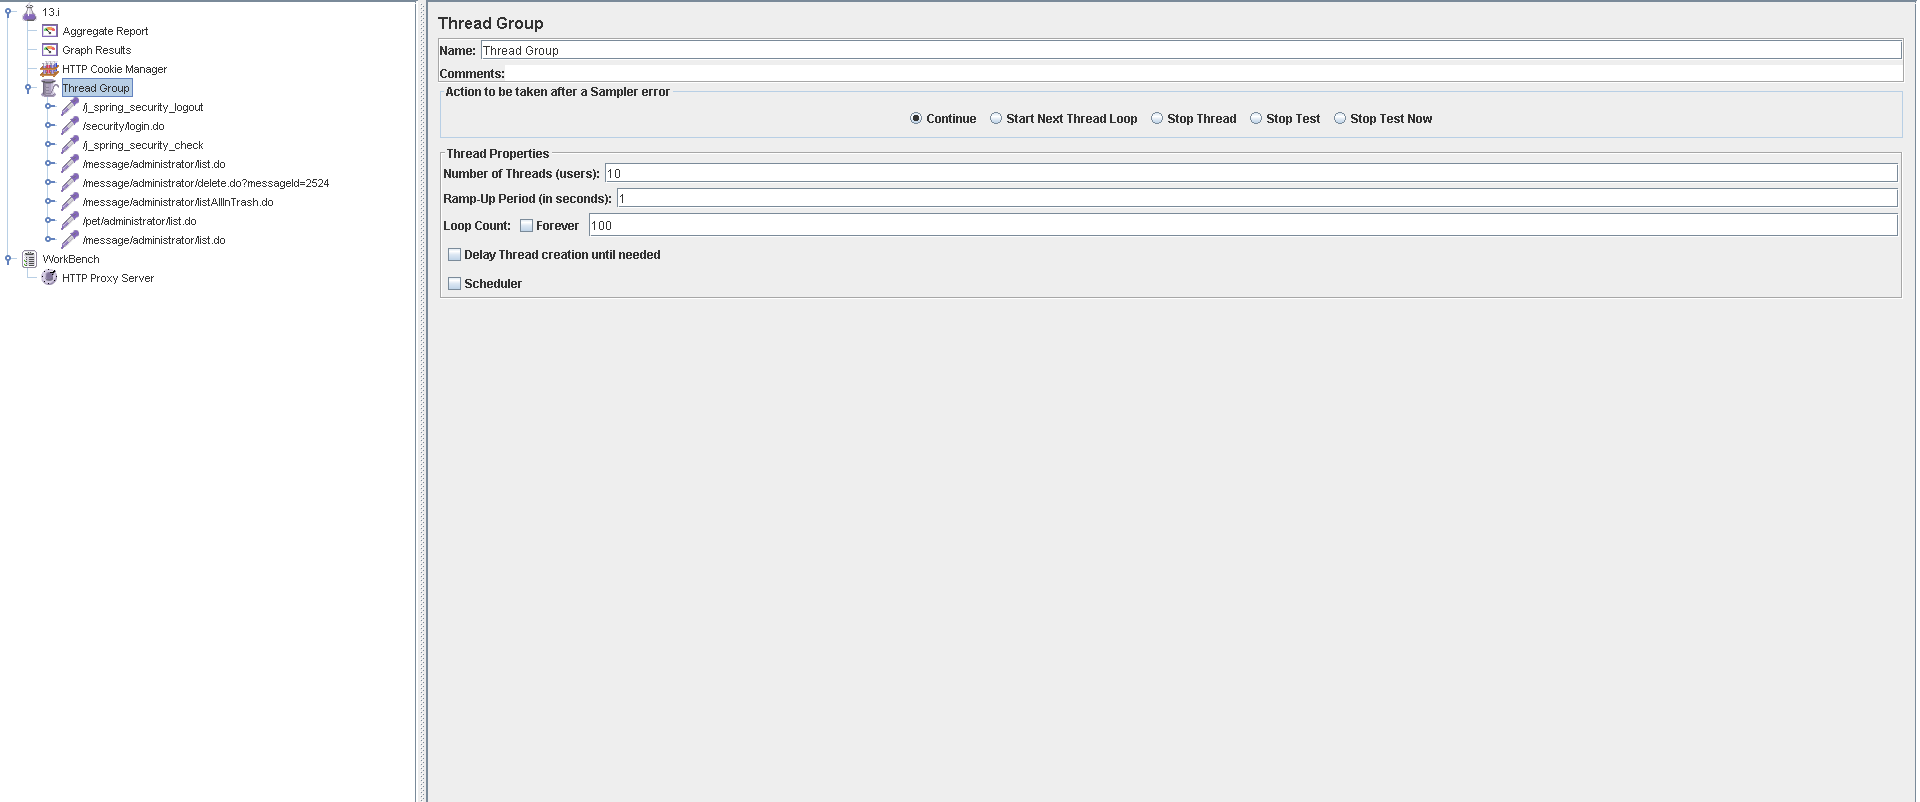 13.i
Aggregate Report
Graph Results
HTTP Cookie Manager
Thread Group
/j_spring_security_logout
/security/login.do
/j_spring_security_check
/message/administrator/list.do
/message/administrator/delete.do?messageId=2524
/message/administrator/listAllInTrash.do
/pet/administrator/list.do
/message/administrator/list.do
WorkBench
HTTP Proxy Server
Thread Group
Name: Thread Group
Comments:
Action to be taken after a Sampler error
Continue Start Next Thread Loop Stop Thread Stop Test Stop Test Now
Thread Properties
Number of Threads (users): 10
Ramp-Up Period (in seconds): 1
Loop Count: Forever 100
Delay Thread creation until needed
Scheduler